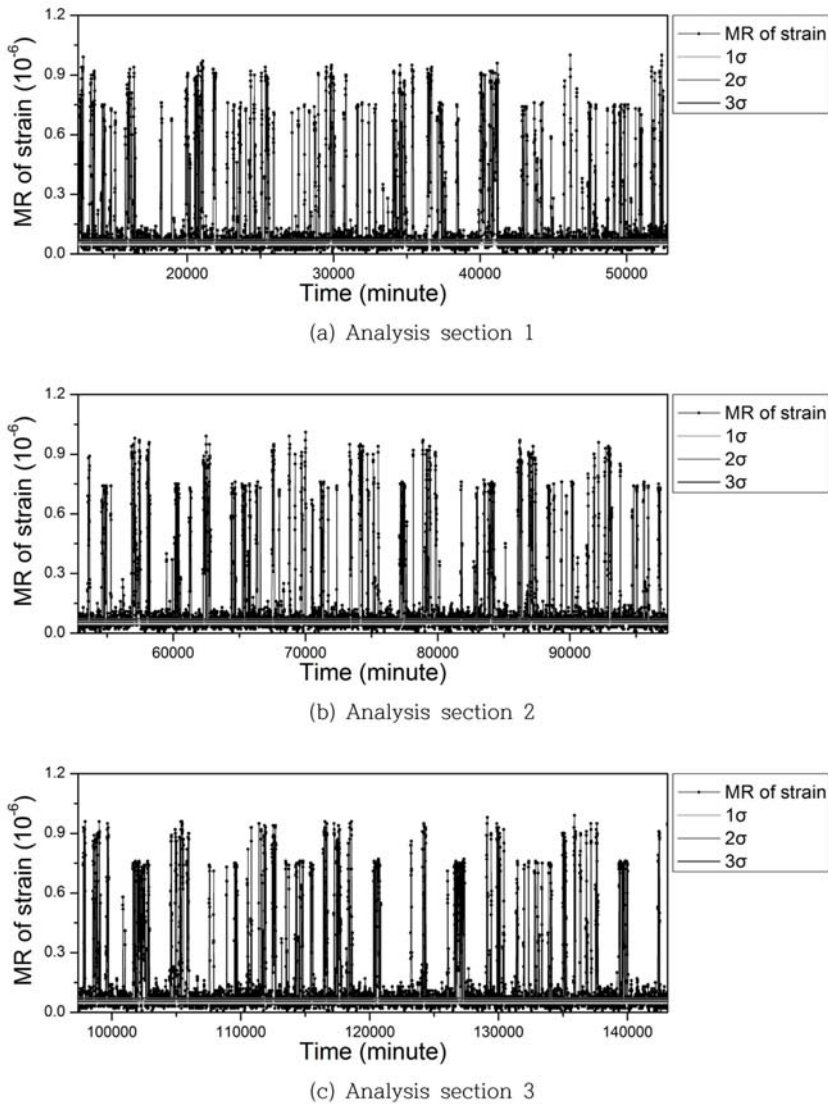 1.2
0.9
0.6
0.3
0.0
MR of strain (10⁻⁶)
20000 30000 40000 50000
Time (minute)
MR of strain
1σ
2σ
3σ
(a) Analysis section 1
1.2
0.9
0.6
0.3
0.0
MR of strain (10⁻⁶)
60000 70000 80000 90000
Time (minute)
MR of strain
1σ
2σ
3σ
(b) Analysis section 2
1.2
0.9
0.6
0.3
0.0
MR of strain (10⁻⁶)
100000 110000 120000 130000 140000
Time (minute)
MR of strain
1σ
2σ
3σ
(c) Analysis section 3